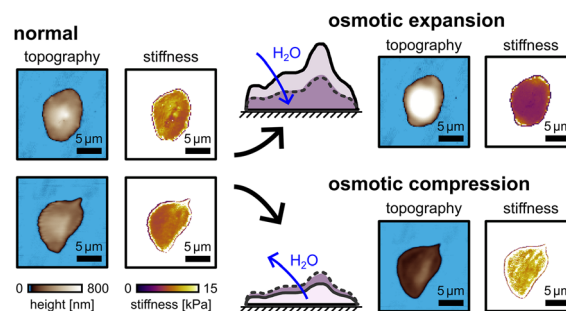 normal
topography
stiffness
5 µm
5 µm
5 µm
5 µm
0
800
height [nm]
0
15
stiffness [kPa]
H₂O
H₂O
osmotic expansion
topography
stiffness
5 µm
5 µm
osmotic compression
topography
stiffness
5 µm
5 µm